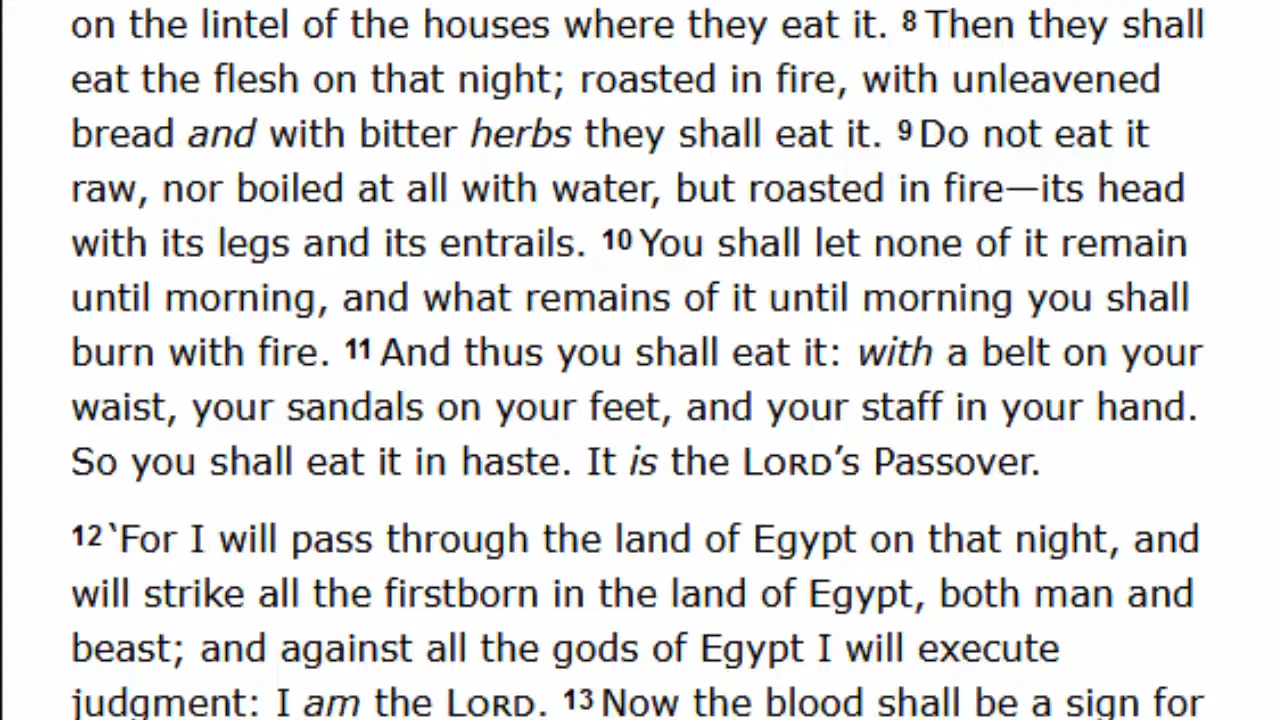 on the lintel of the houses where they eat it. 8 Then they shall
eat the flesh on that night; roasted in fire, with unleavened
bread and with bitter herbs they shall eat it. 9 Do not eat it
raw, nor boiled at all with water, but roasted in fire—its head
with its legs and its entrails. 10 You shall let none of it remain
until morning, and what remains of it until morning you shall
burn with fire. 11 And thus you shall eat it: with a belt on your
waist, your sandals on your feet, and your staff in your hand.
So you shall eat it in haste. It is the LORD’s Passover.
12 ‘For I will pass through the land of Egypt on that night, and
will strike all the firstborn in the land of Egypt, both man and
beast; and against all the gods of Egypt I will execute
judgment: I am the LORD. 13 Now the blood shall be a sign for